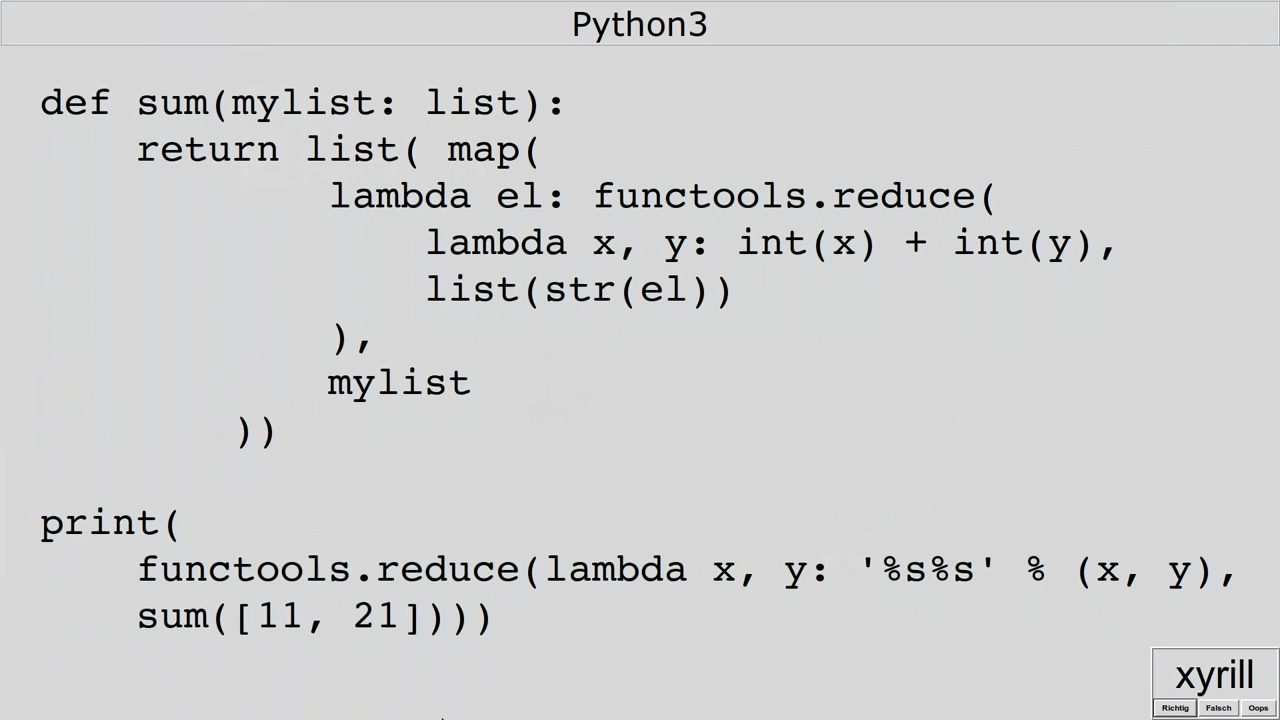 Python3
def sum(mylist: list):
    return list( map(
            lambda el: functools.reduce(
                lambda x, y: int(x) + int(y),
                list(str(el))
            ),
            mylist
        ))
print(
    functools.reduce(lambda x, y: '%s%s' % (x, y),
    sum([11, 21])))
xyrill
Richtig Falsch Oops